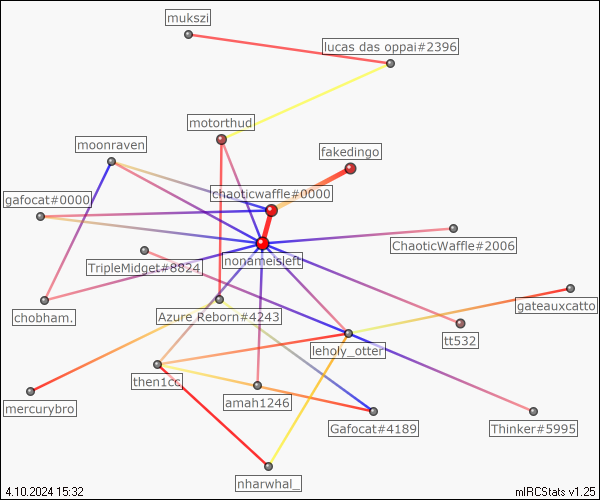 mukszi
lucas das oppai#2396
motorthud
moonraven
fakedingo
chaoticwaffle#0000
gafocat#0000
ChaoticWaffle#2006
nonameisleft
TripleMidget#8824
gateauxcatto
chobham.
Azure Reborn#4243
tt532
leholy_otter
then1cc
amah1246
mercurybro
Gafocat#4189
Thinker#5995
nharwhal_
4.10.2024 15:32
mIRCStats v1.25